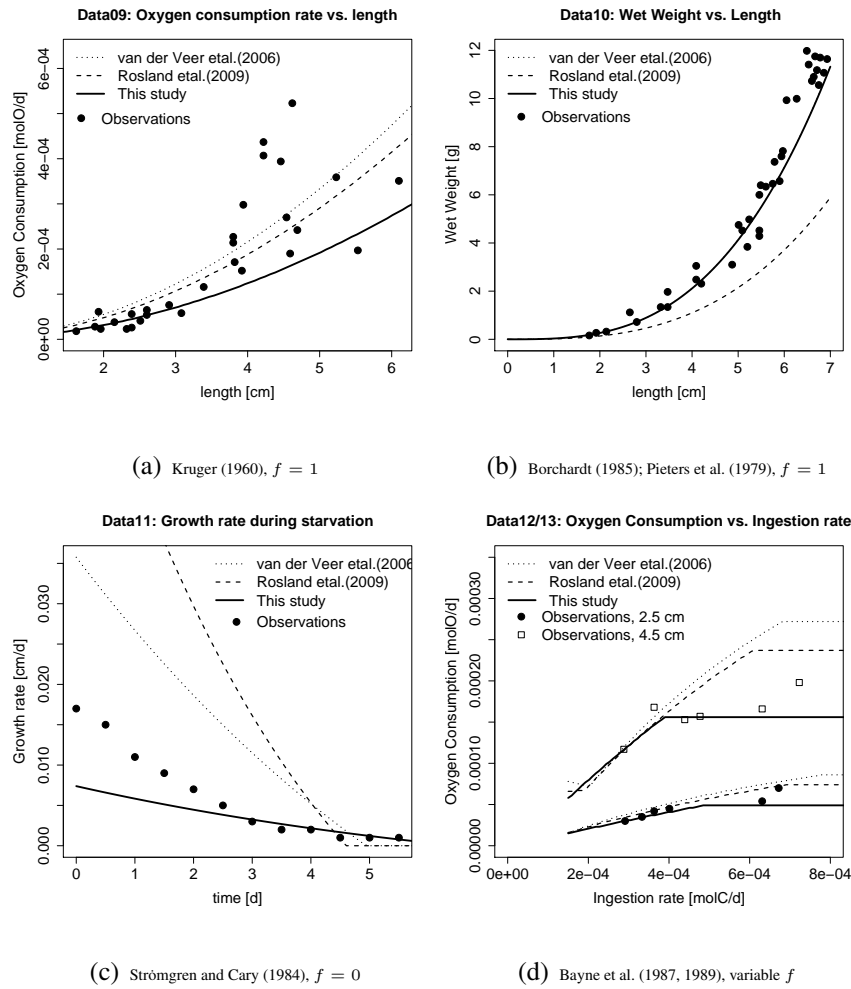 Data09: Oxygen consumption rate vs. length
van der Veer etal.(2006)
Rosland etal.(2009)
This study
Observations
Oxygen Consumption [molO/d]
0e+00
2e-04
4e-04
6e-04
2
3
4
5
6
length [cm]
(a) Kruger (1960), f = 1
Data10: Wet Weight vs. Length
van der Veer etal.(2006)
Rosland etal.(2009)
This study
Observations
Wet Weight [g]
0
2
4
6
8
10
12
0
1
2
3
4
5
6
7
length [cm]
(b) Borchardt (1985); Pieters et al. (1979), f = 1
Data11: Growth rate during starvation
van der Veer etal.(2006
Rosland etal.(2009)
This study
Observations
Growth rate [cm/d]
0.000
0.010
0.020
0.030
0
1
2
3
4
5
time [d]
(c) Strömgren and Cary (1984), f = 0
Data12/13: Oxygen Consumption vs. Ingestion rate
van der Veer etal.(2006)
Rosland etal.(2009)
This study
Observations, 2.5 cm
Observations, 4.5 cm
Oxygen Consumption [molO/d]
0.00000
0.00010
0.00020
0.00030
0e+00
2e-04
4e-04
6e-04
8e-04
Ingestion rate [molC/d]
(d) Bayne et al. (1987, 1989), variable f